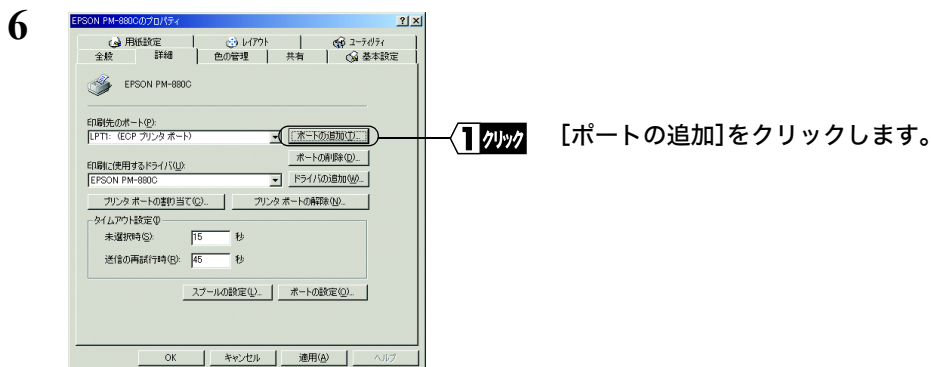 6
EPSON PM-880Cのプロパティ
用紙設定 レイアウト ユーティリティ
全般 詳細 色の管理 共有 基本設定
EPSON PM-880C
印刷先のポート(P):
LPT1: (ECP プリンタ ポート) ポートの追加(T)...
1 クリック [ポートの追加]をクリックします。
ポートの削除(D)...
印刷に使用するドライバ(U):
EPSON PM-880C ドライバの追加(W)...
プリンタ ポートの割り当て(C)... プリンタ ポートの解除(N)...
タイムアウト設定
未選択時(S): 15 秒
送信の再試行時(R): 45 秒
スプールの設定(L)... ポートの設定(O)...
OK キャンセル 適用(A) ヘルプ